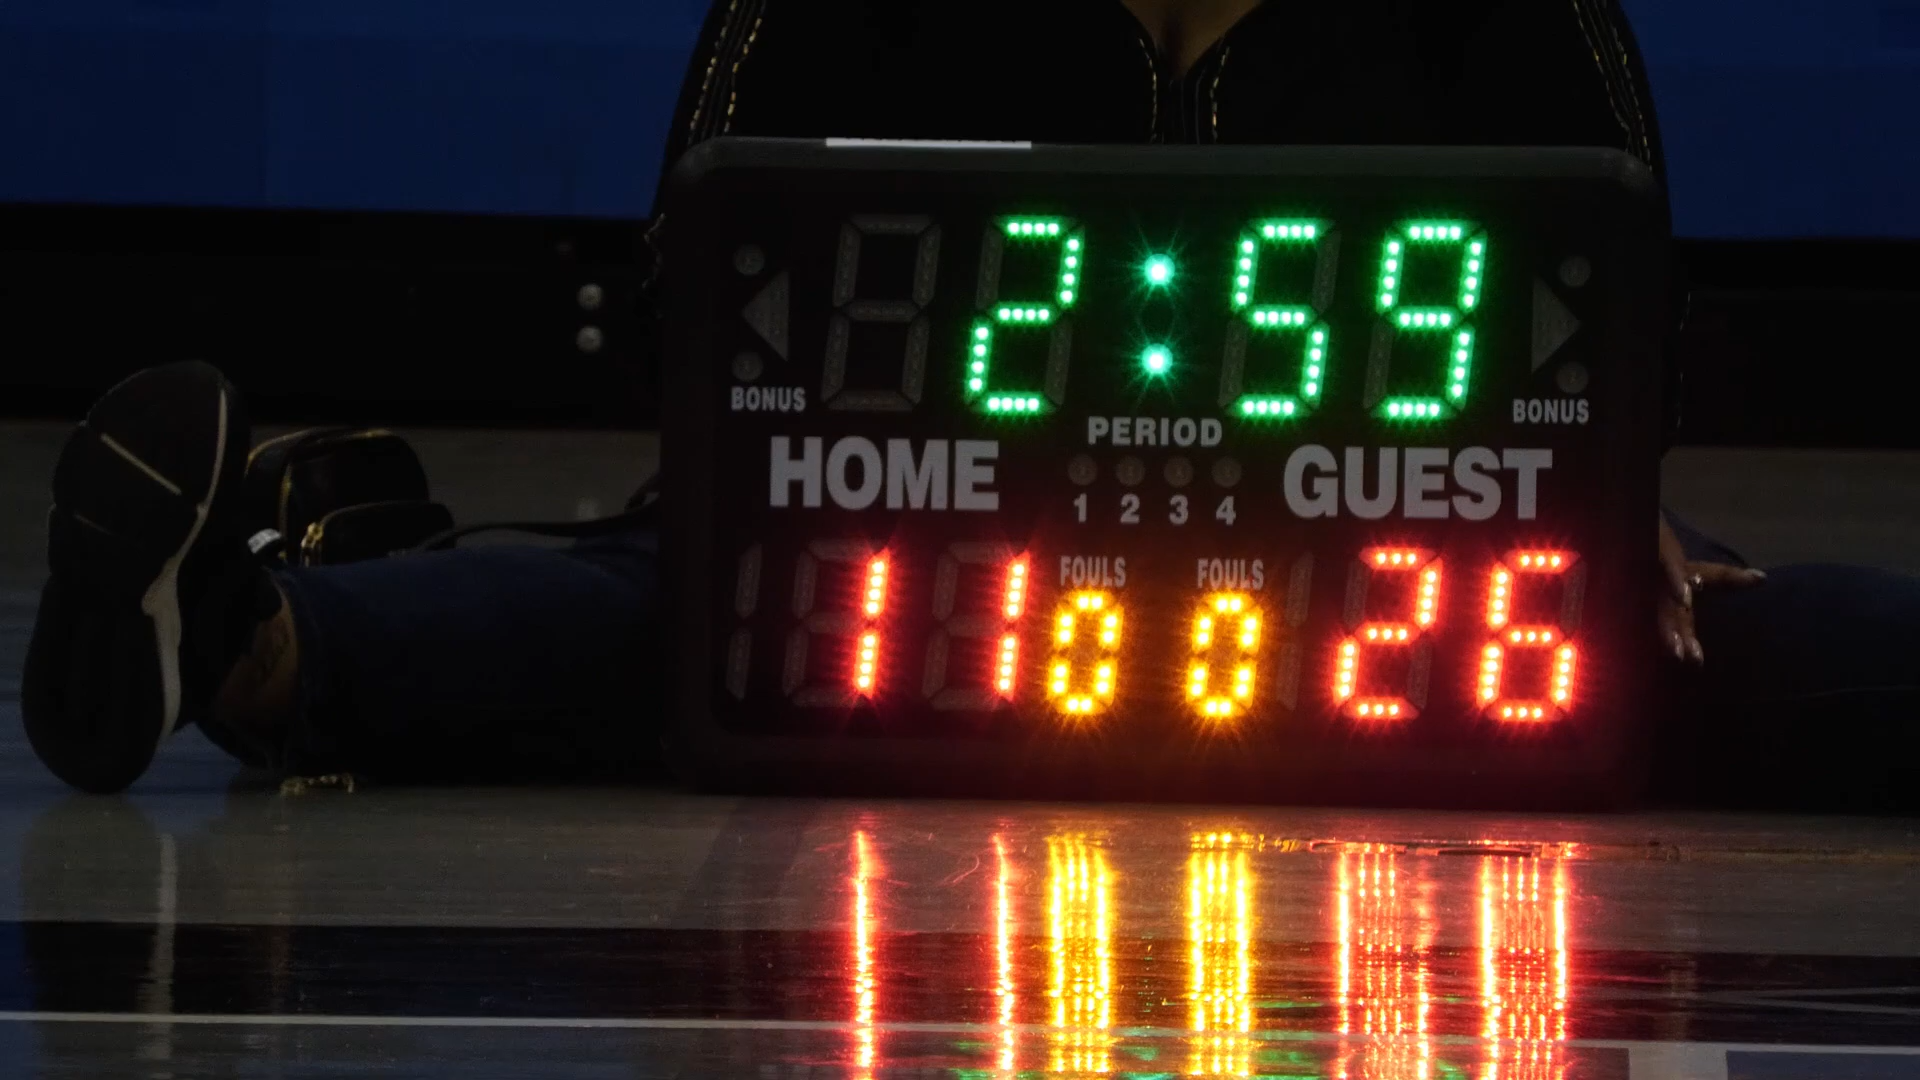 2:59
BONUS PERIOD BONUS
HOME GUEST
1 2 3 4
FOULS FOULS
11 0 0 26